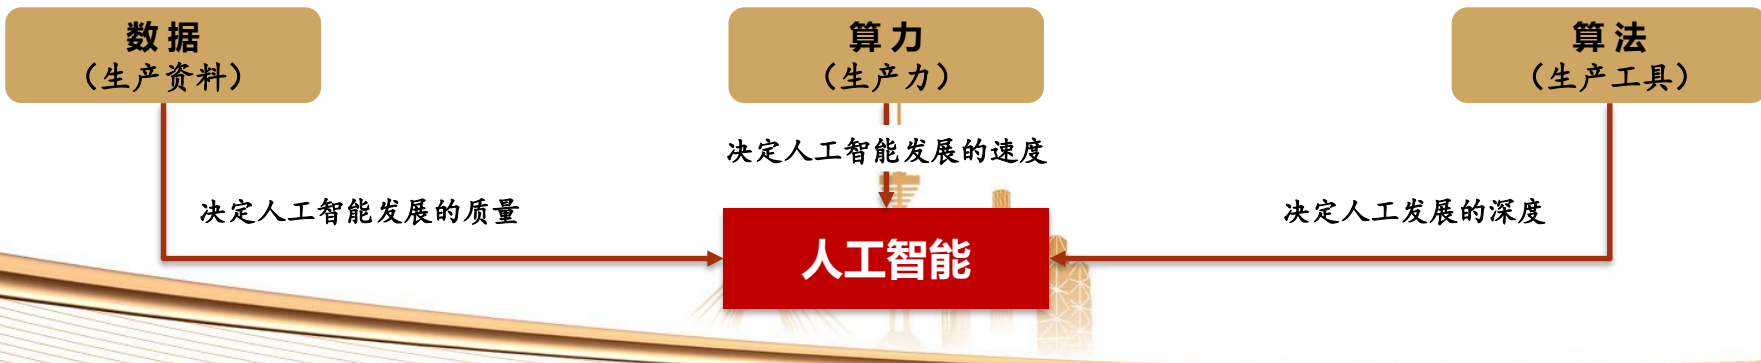 数据
（生产资料）
算力
（生产力）
算法
（生产工具）
决定人工智能发展的速度
决定人工智能发展的质量
决定人工发展的深度
人工智能